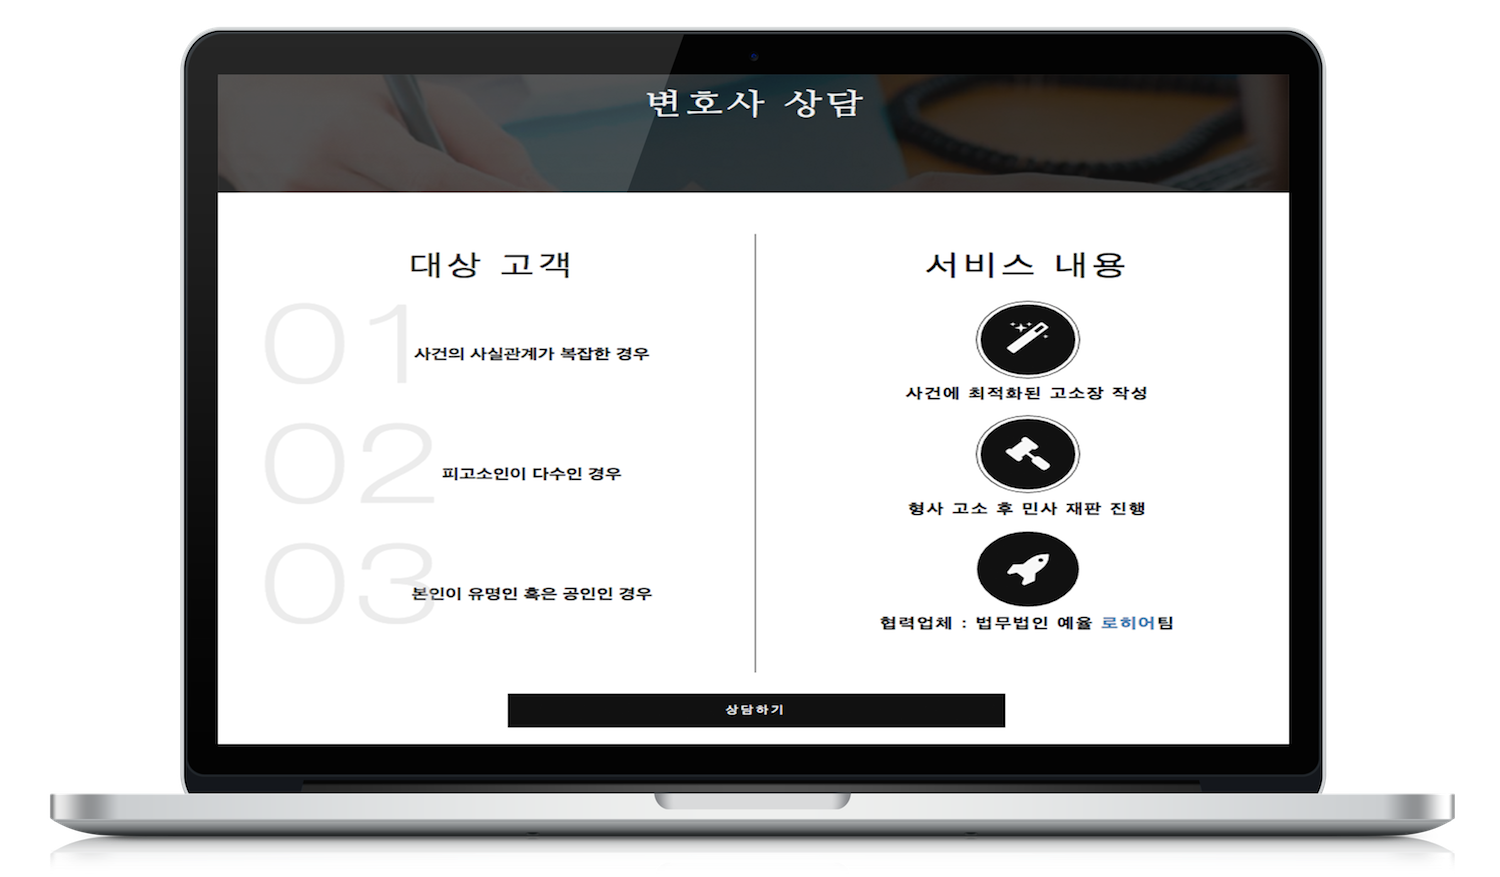 변호사 상담
대상 고객
01
사건의 사실관계가 복잡한 경우
02
피고소인이 다수인 경우
03
본인이 유명인 혹은 공인인 경우
서비스 내용
사건에 최적화된 고소장 작성
형사 고소 후 민사 재판 진행
협력업체 : 법무법인 예율 로히어팀
상담하기